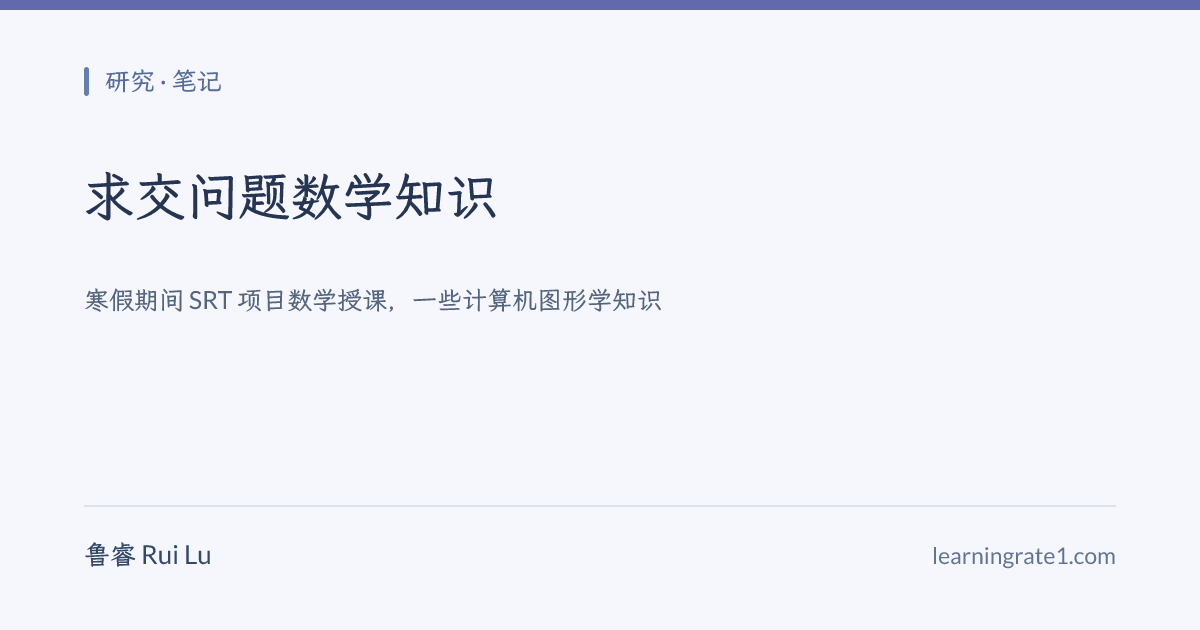 研究 · 笔记
求交问题数学知识
寒假期间 SRT 项目数学授课，一些计算机图形学知识
鲁睿 Rui Lu
learningrate1.com